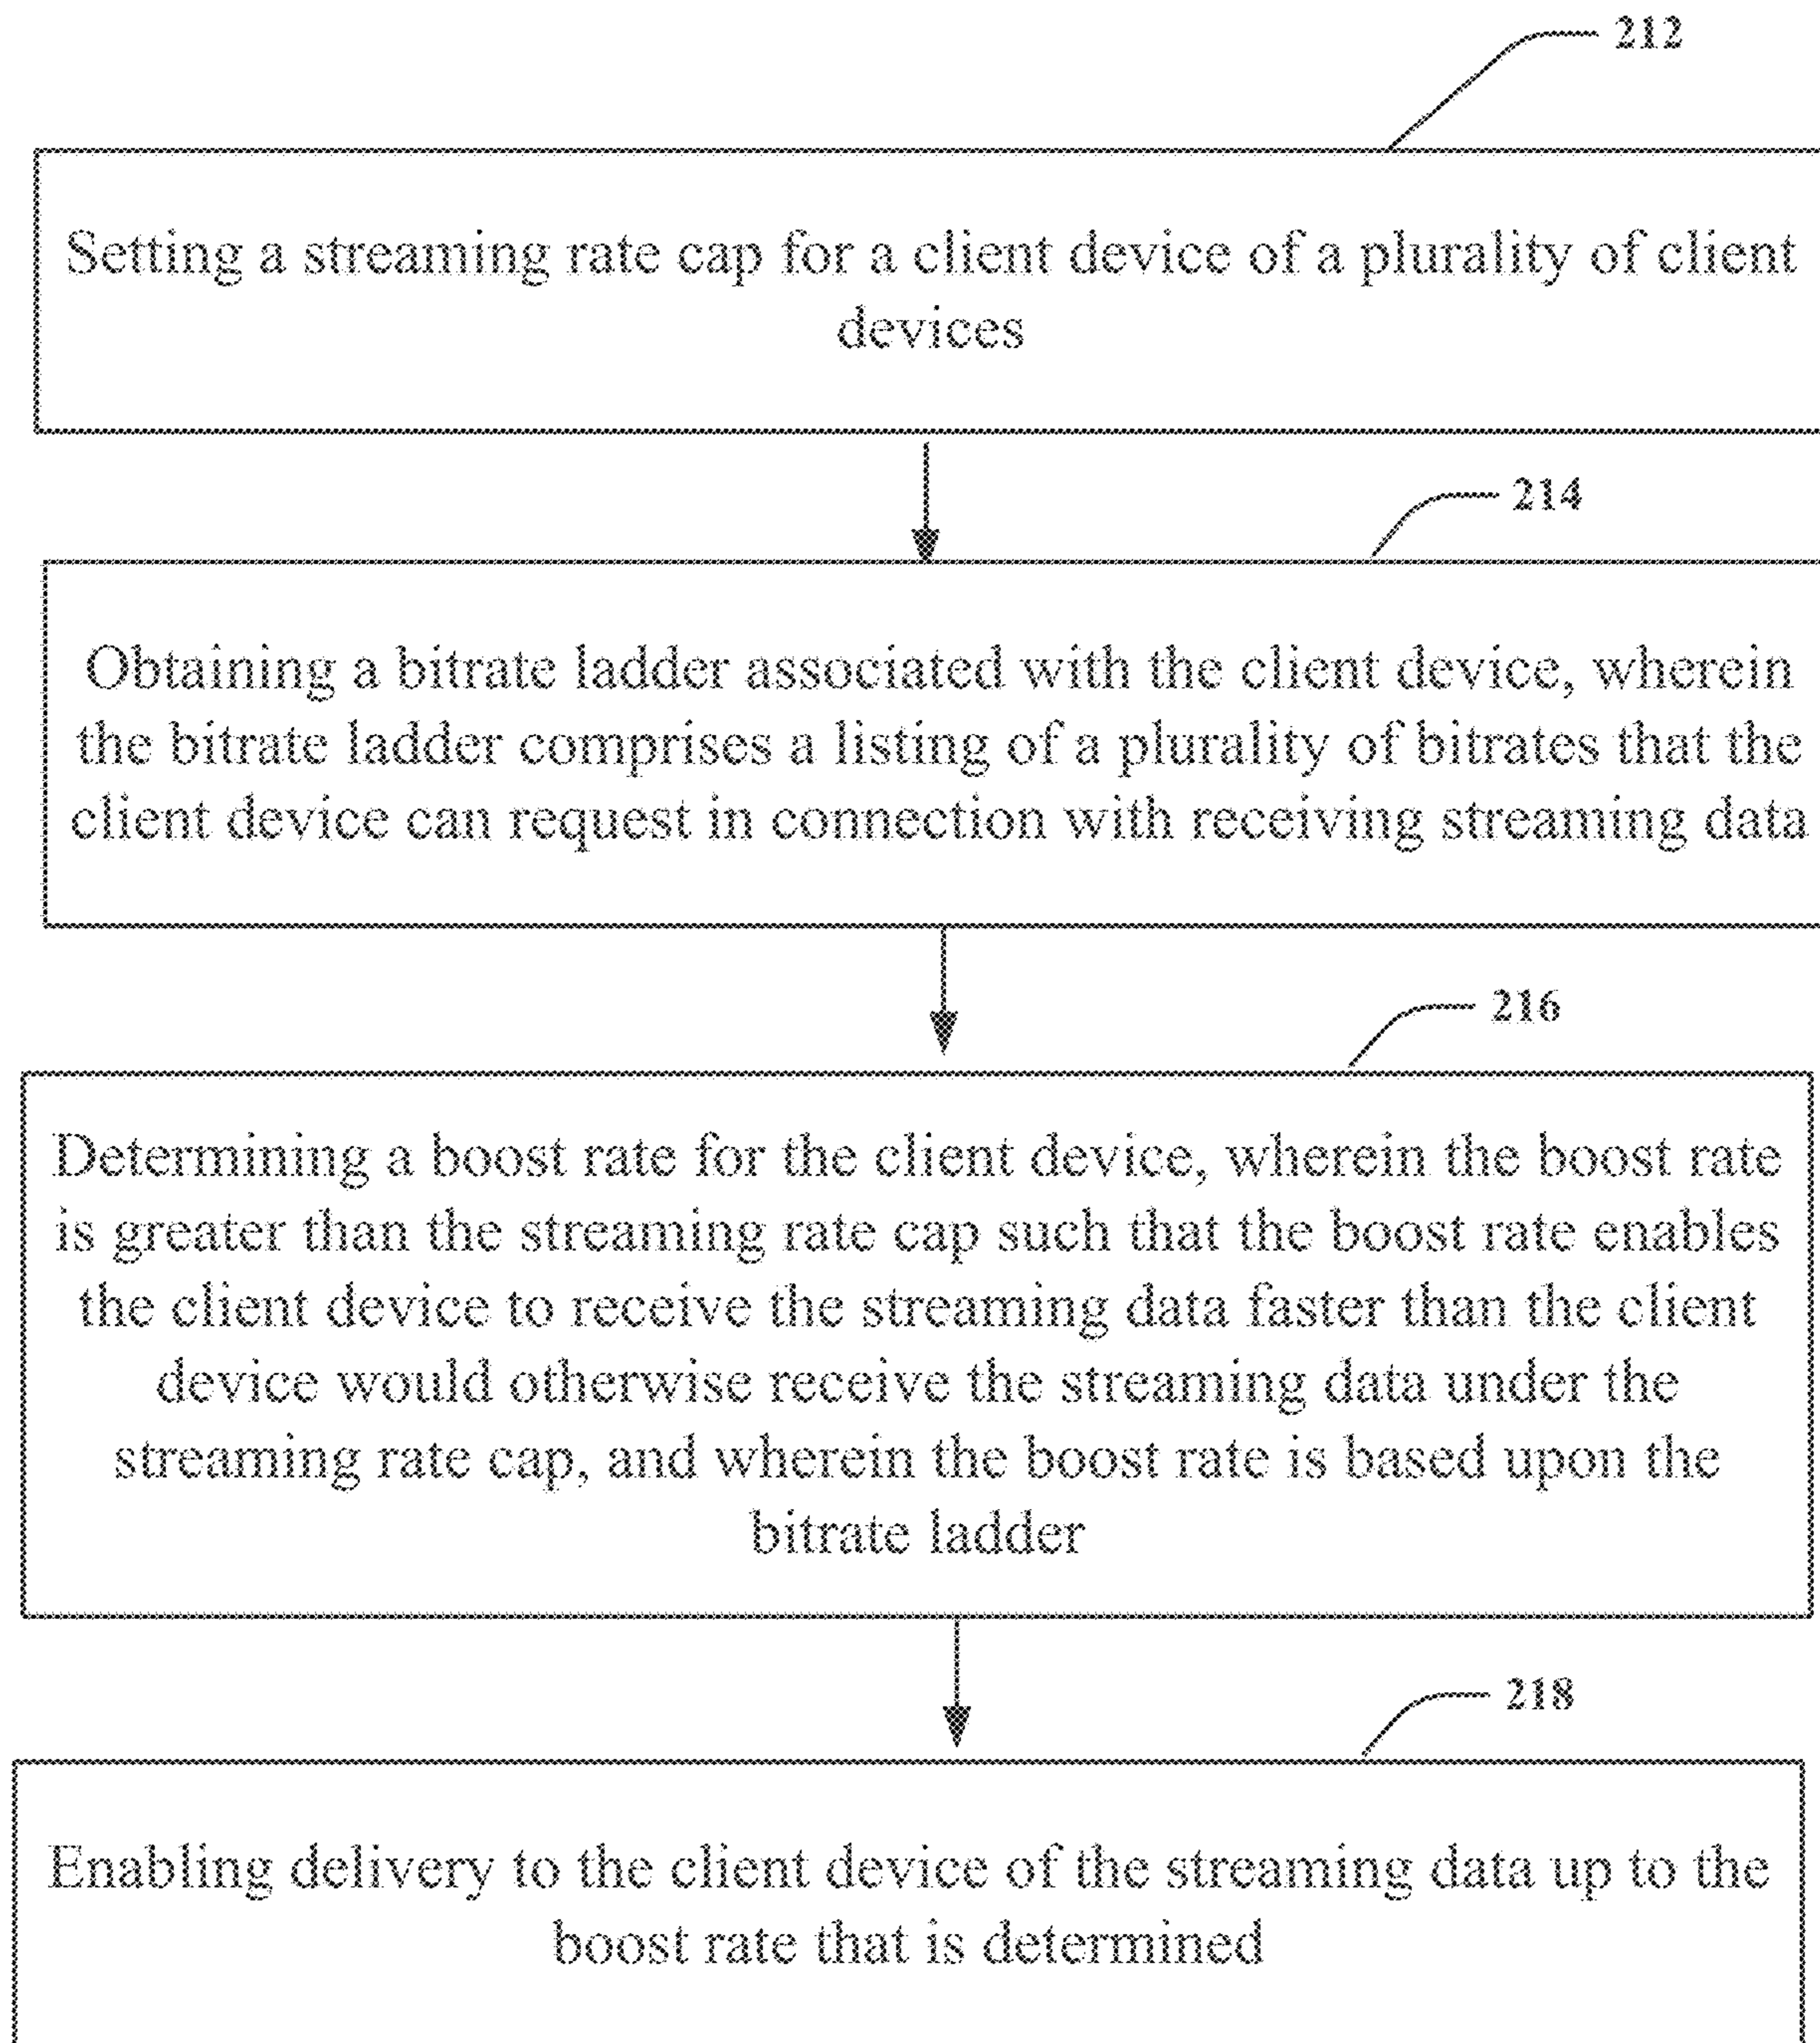 212
Setting a streaming rate cap for a client device of a plurality of client
devices
214
Obtaining a bitrate ladder associated with the client device, wherein
the bitrate ladder comprises a listing of a plurality of bitrates that the
client device can request in connection with receiving streaming data
216
Determining a boost rate for the client device, wherein the boost rate
is greater than the streaming rate cap such that the boost rate enables
the client device to receive the streaming data faster than the client
device would otherwise receive the streaming data under the
streaming rate cap, and wherein the boost rate is based upon the
bitrate ladder
218
Enabling delivery to the client device of the streaming data up to the
boost rate that is determined